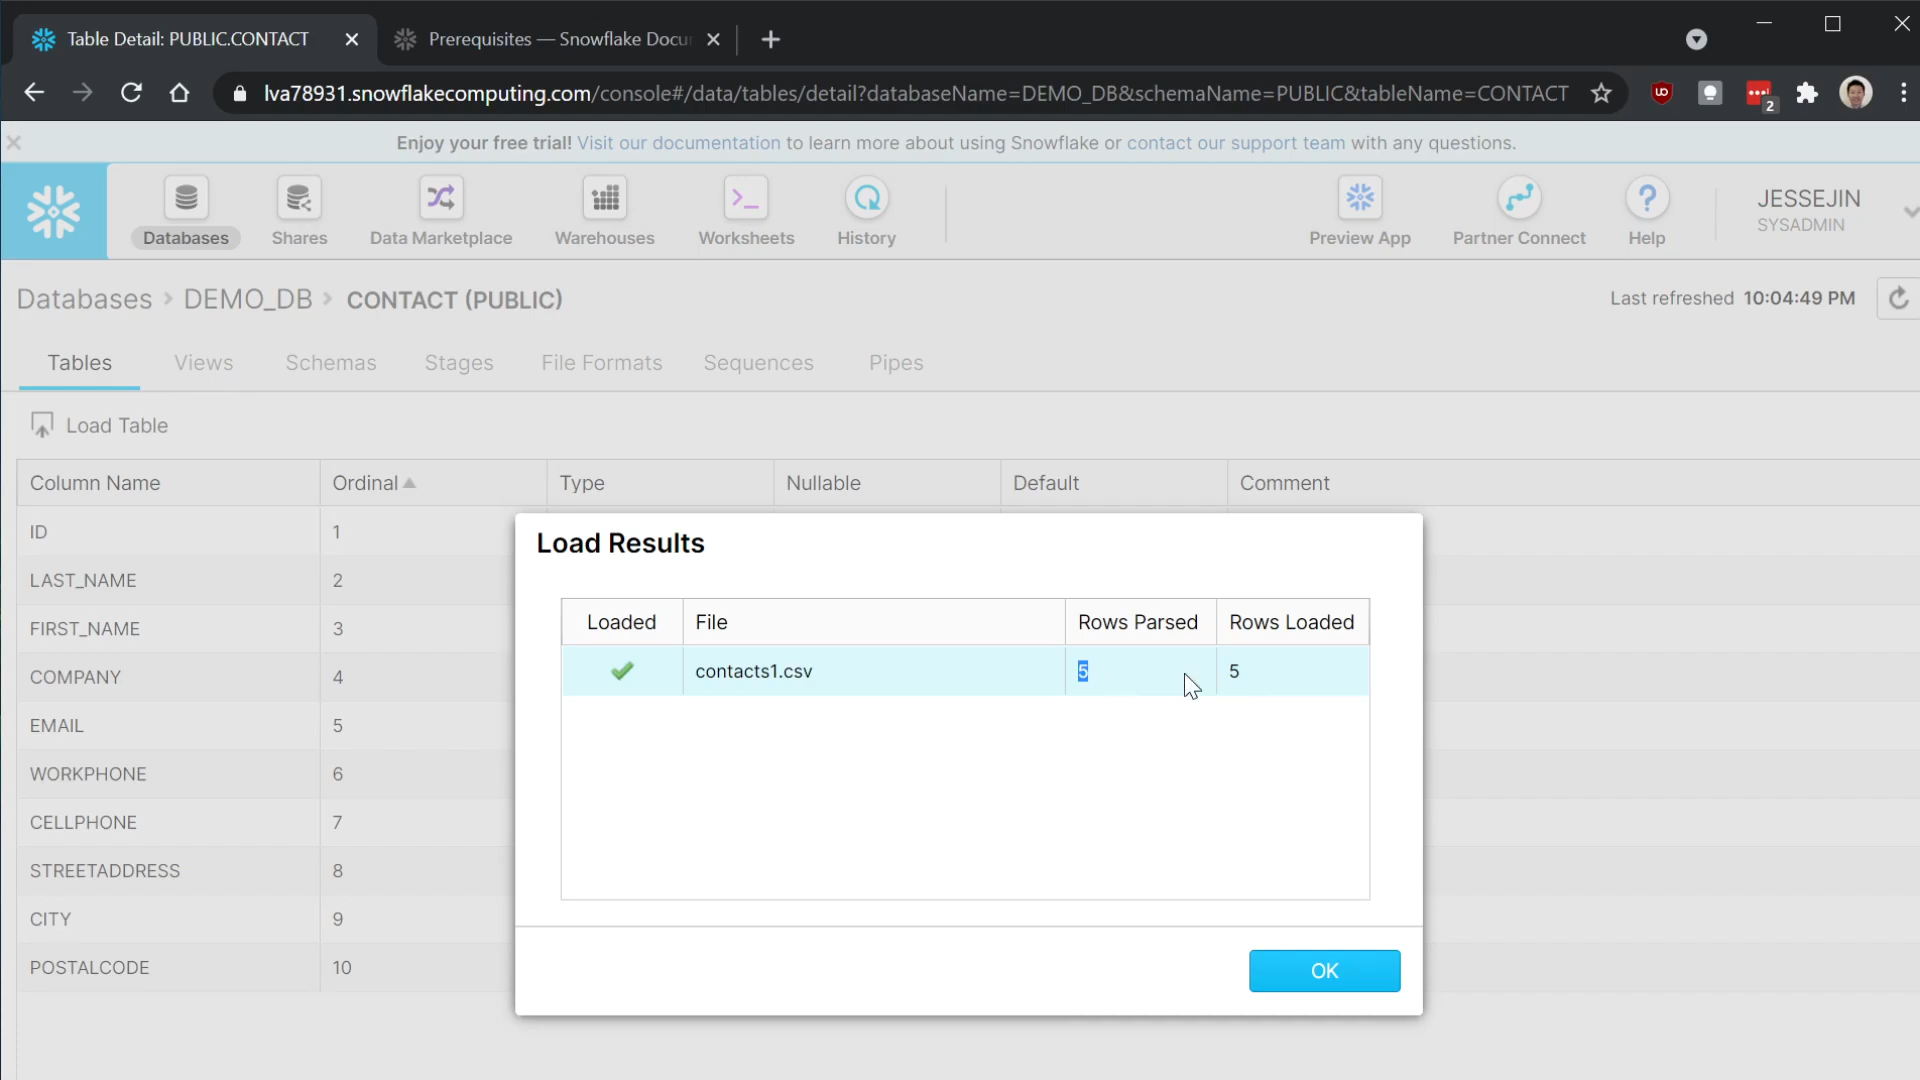 Table Detail: PUBLIC.CONTACT
Prerequisites — Snowflake Docu
lva78931.snowflakecomputing.com/console#/data/tables/detail?databaseName=DEMO_DB&schemaName=PUBLIC&tableName=CONTACT
2
Enjoy your free trial! Visit our documentation to learn more about using Snowflake or contact our support team with any questions.
Databases
Shares
Data Marketplace
Warehouses
Worksheets
History
Preview App
Partner Connect
Help
JESSEJIN
SYSADMIN
Databases > DEMO_DB > CONTACT (PUBLIC)
Last refreshed 10:04:49 PM
Tables Views Schemas Stages File Formats Sequences Pipes
Load Table
Column Name Ordinal Type Nullable Default Comment
ID 1
LAST_NAME 2
FIRST_NAME 3
COMPANY 4
EMAIL 5
WORKPHONE 6
CELLPHONE 7
STREETADDRESS 8
CITY 9
POSTALCODE 10
Load Results
Loaded File Rows Parsed Rows Loaded
contacts1.csv 5 5
OK